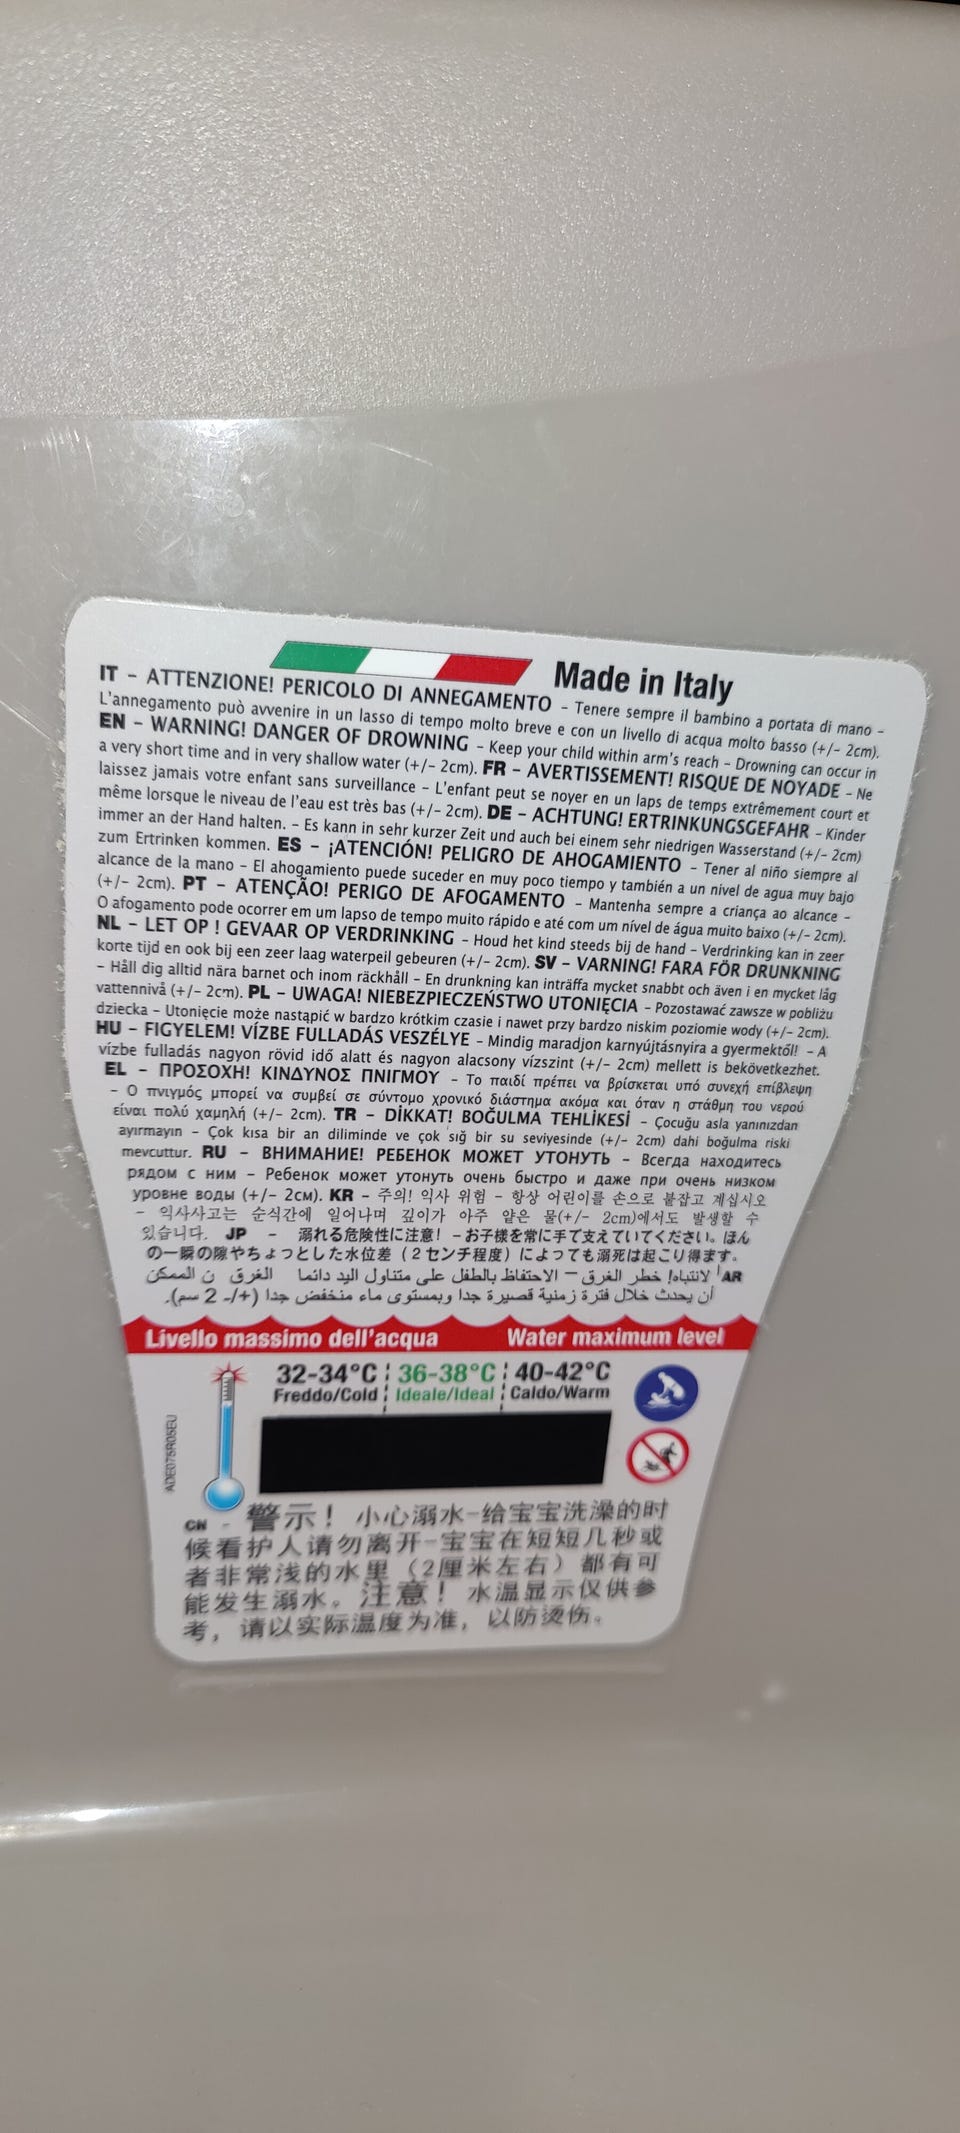 Made in Italy
IT - ATTENZIONE! PERICOLO DI ANNEGAMENTO - Tenere sempre il bambino a portata di mano -
L'annegamento può avvenire in un lasso di tempo molto breve e con un livello di acqua molto basso (+/- 2cm).
EN - WARNING! DANGER OF DROWNING - Keep your child within arm's reach - Drowning can occur in
a very short time and in very shallow water (+/- 2cm). FR - AVERTISSEMENT! RISQUE DE NOYADE - Ne
laissez jamais votre enfant sans surveillance - L'enfant peut se noyer en un laps de temps extrêmement court et
même lorsque le niveau de l'eau est très bas (+/- 2cm). DE - ACHTUNG! ERTRINKUNGSGEFAHR - Kinder
immer an der Hand halten. - Es kann in sehr kurzer Zeit und auch bei einem sehr niedrigen Wasserstand (+/- 2cm)
zum Ertrinken kommen. ES - ¡ATENCIÓN! PELIGRO DE AHOGAMIENTO - Tener al niño siempre al
alcance de la mano - El ahogamiento puede suceder en muy poco tiempo y también a un nivel de agua muy bajo
(+/- 2cm). PT - ATENÇÃO! PERIGO DE AFOGAMENTO - Mantenha sempre a criança ao alcance -
O afogamento pode ocorrer em um lapso de tempo muito rápido e até com um nível de água muito baixo (+/- 2cm).
NL - LET OP ! GEVAAR OP VERDRINKING - Houd het kind steeds bij de hand - Verdrinking kan in zeer
korte tijd en ook bij een zeer laag waterpeil gebeuren (+/- 2cm). SV - VARNING! FARA FÖR DRUNKNING
- Håll dig alltid nära barnet och inom räckhåll - En drunkning kan inträffa mycket snabbt och även i en mycket låg
vattennivå (+/- 2cm). PL - UWAGA! NIEBEZPIECZEŃSTWO UTONIĘCIA - Pozostawać zawsze w pobliżu
dziecka - Utonięcie może nastąpić w bardzo krótkim czasie i nawet przy bardzo niskim poziomie wody (+/- 2cm).
HU - FIGYELEM! VÍZBE FULLADÁS VESZÉLYE - Mindig maradjon karnyújtásnyira a gyermektől! - A
vízbe fulladás nagyon rövid idő alatt és nagyon alacsony vízszint (+/- 2cm) mellett is bekövetkezhet.
EL - ΠΡΟΣΟΧΗ! ΚΙΝΔΥΝΟΣ ΠΝΙΓΜΟΥ - Το παιδί πρέπει να βρίσκεται υπό συνεχή επίβλεψη
- Ο πνιγμός μπορεί να συμβεί σε σύντομο χρονικό διάστημα ακόμα και όταν η στάθμη του νερού
είναι πολύ χαμηλή (+/- 2cm). TR - DİKKAT! BOĞULMA TEHLİKESİ - Çocuğu asla yanınızdan
ayırmayın - Çok kısa bir an diliminde ve çok sığ bir su seviyesinde (+/- 2cm) dahi boğulma riski
mevcuttur. RU - ВНИМАНИЕ! РЕБЕНОК МОЖЕТ УТОНУТЬ - Всегда находитесь
рядом с ним - Ребенок может утонуть очень быстро и даже при очень низком
уровне воды (+/- 2см). KR - 주의! 익사 위험 - 항상 어린이를 손으로 붙잡고 계십시오
- 익사사고는 순식간에 일어나며 깊이가 아주 얕은 물(+/- 2cm)에서도 발생할 수
있습니다. JP - 溺れる危険性に注意! -お子様を常に手で支えていてください。ほん
の一瞬の隙やちょっとした水位差（2センチ程度）によっても溺死は起こり得ます。
AR الانتباه! خطر الغرق – الاحتفاظ بالطفل على متناول اليد دائما الغرق ن الممكن
أن يحدث خلال فترة زمنية قصيرة جدا وبمستوى ماء منخفض جدا (+/- 2 سم).
Livello massimo dell'acqua Water maximum level
32-34°C 36-38°C 40-42°C
Freddo/Cold Ideale/Ideal Caldo/Warm
ADE075R05EU
CN - 警示！小心溺水-给宝宝洗澡的时
候看护人请勿离开-宝宝在短短几秒或
者非常浅的水里（2厘米左右）都有可
能发生溺水。注意！水温显示仅供参
考，请以实际温度为准，以防烫伤。